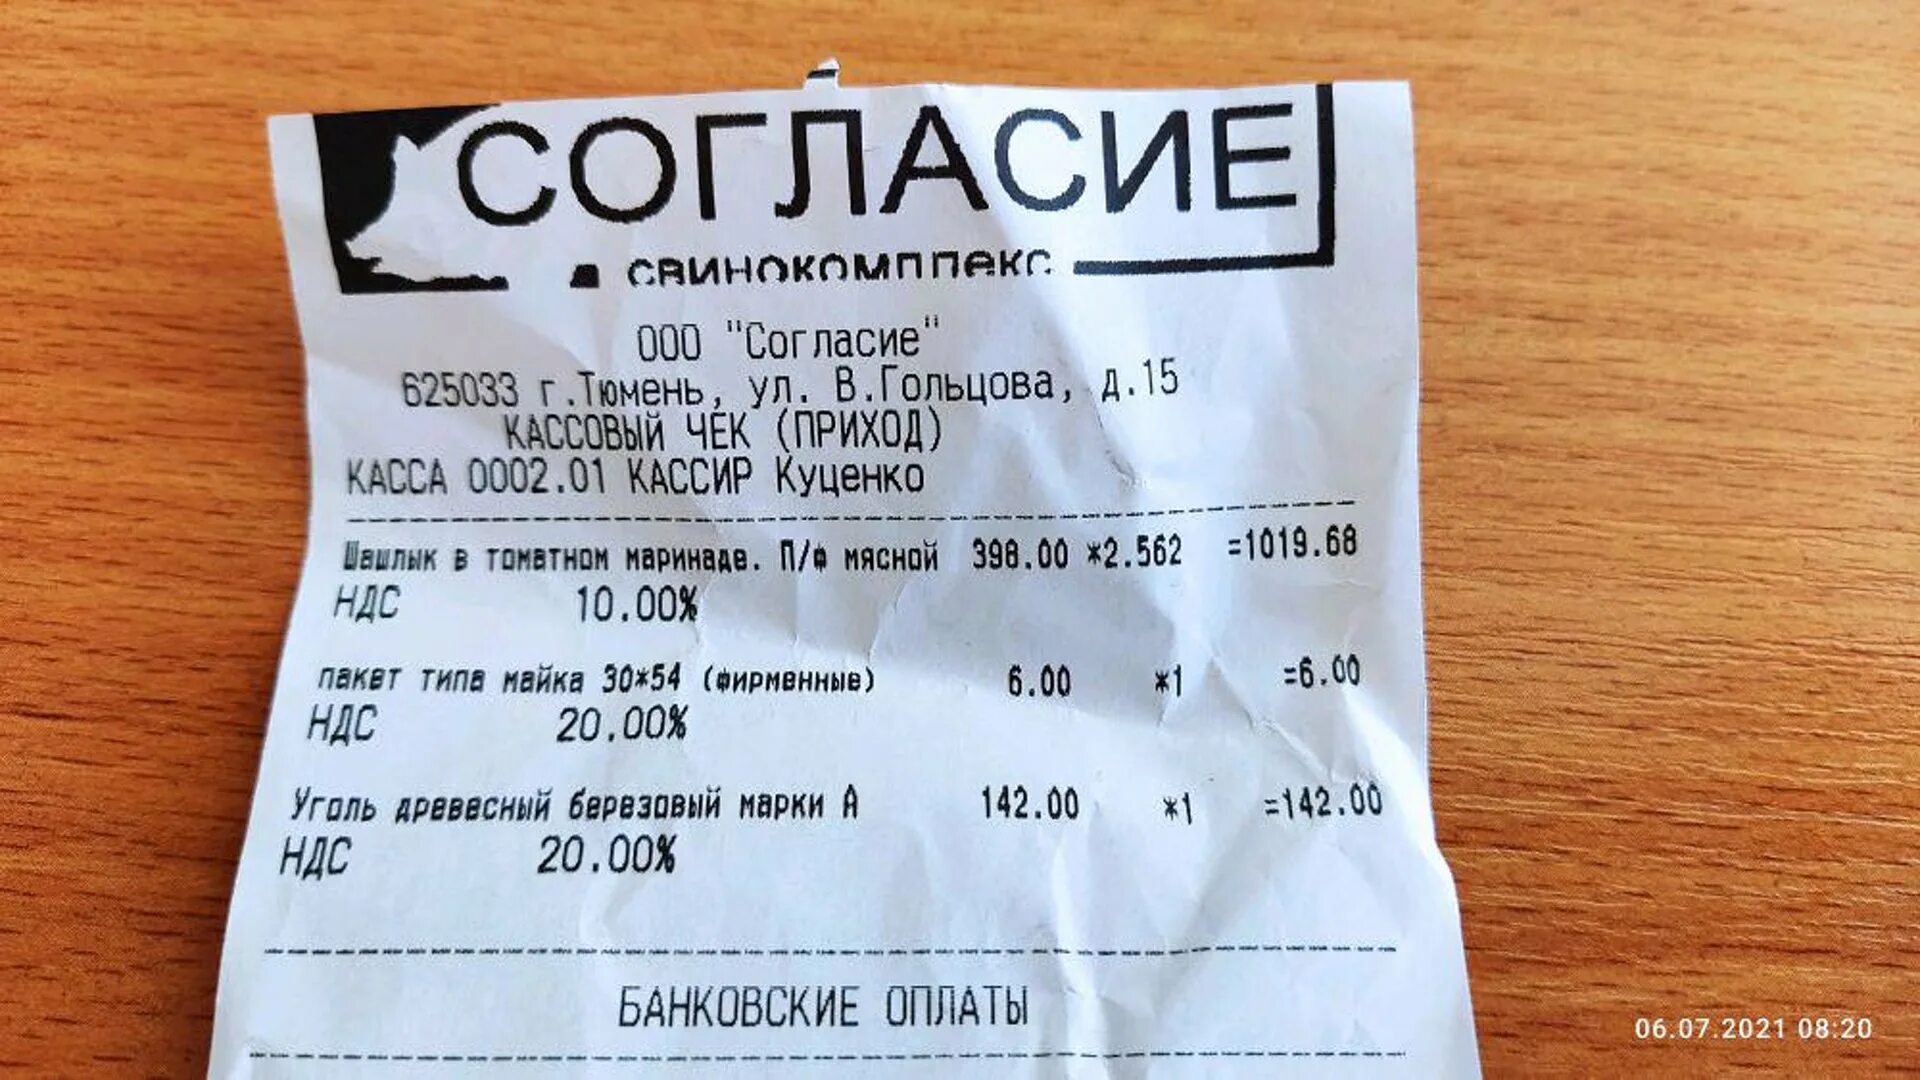 СОГЛАСИЕ
свинокомплекс
ООО "Согласие"
625033 г.Тюмень, ул. В.Гольцова, д.15
КАССОВЫЙ ЧЕК (ПРИХОД)
КАССА 0002.01 КАССИР Куценко
Шашлык в томатном маринаде. П/ф мясной 398.00 *2.562 =1019.68
НДС 10.00%
пакет типа майка 30*54 (фирменные) 6.00 *1 =6.00
НДС 20.00%
Уголь древесный березовый марки А 142.00 *1 =142.00
НДС 20.00%
БАНКОВСКИЕ ОПЛАТЫ
06.07.2021 08:20